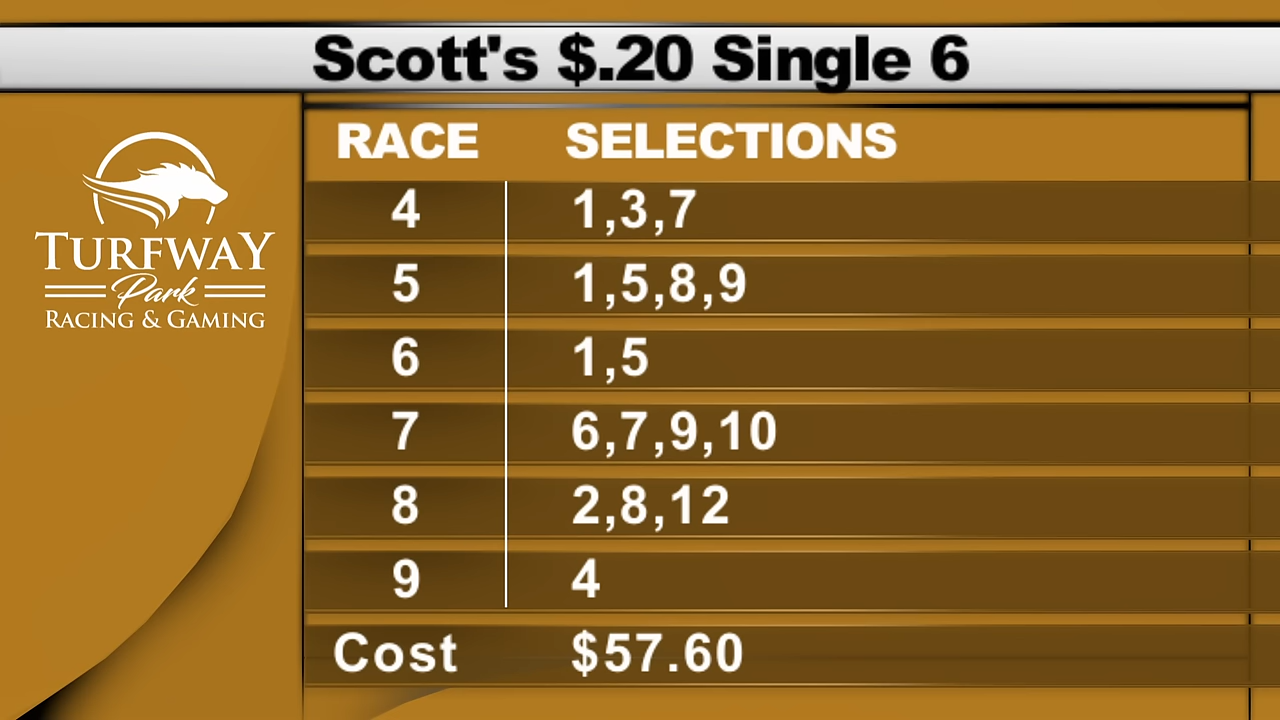 Scott's $.20 Single 6
TURFWAY
Park
RACING & GAMING
RACE SELECTIONS
4 1,3,7
5 1,5,8,9
6 1,5
7 6,7,9,10
8 2,8,12
9 4
Cost $57.60